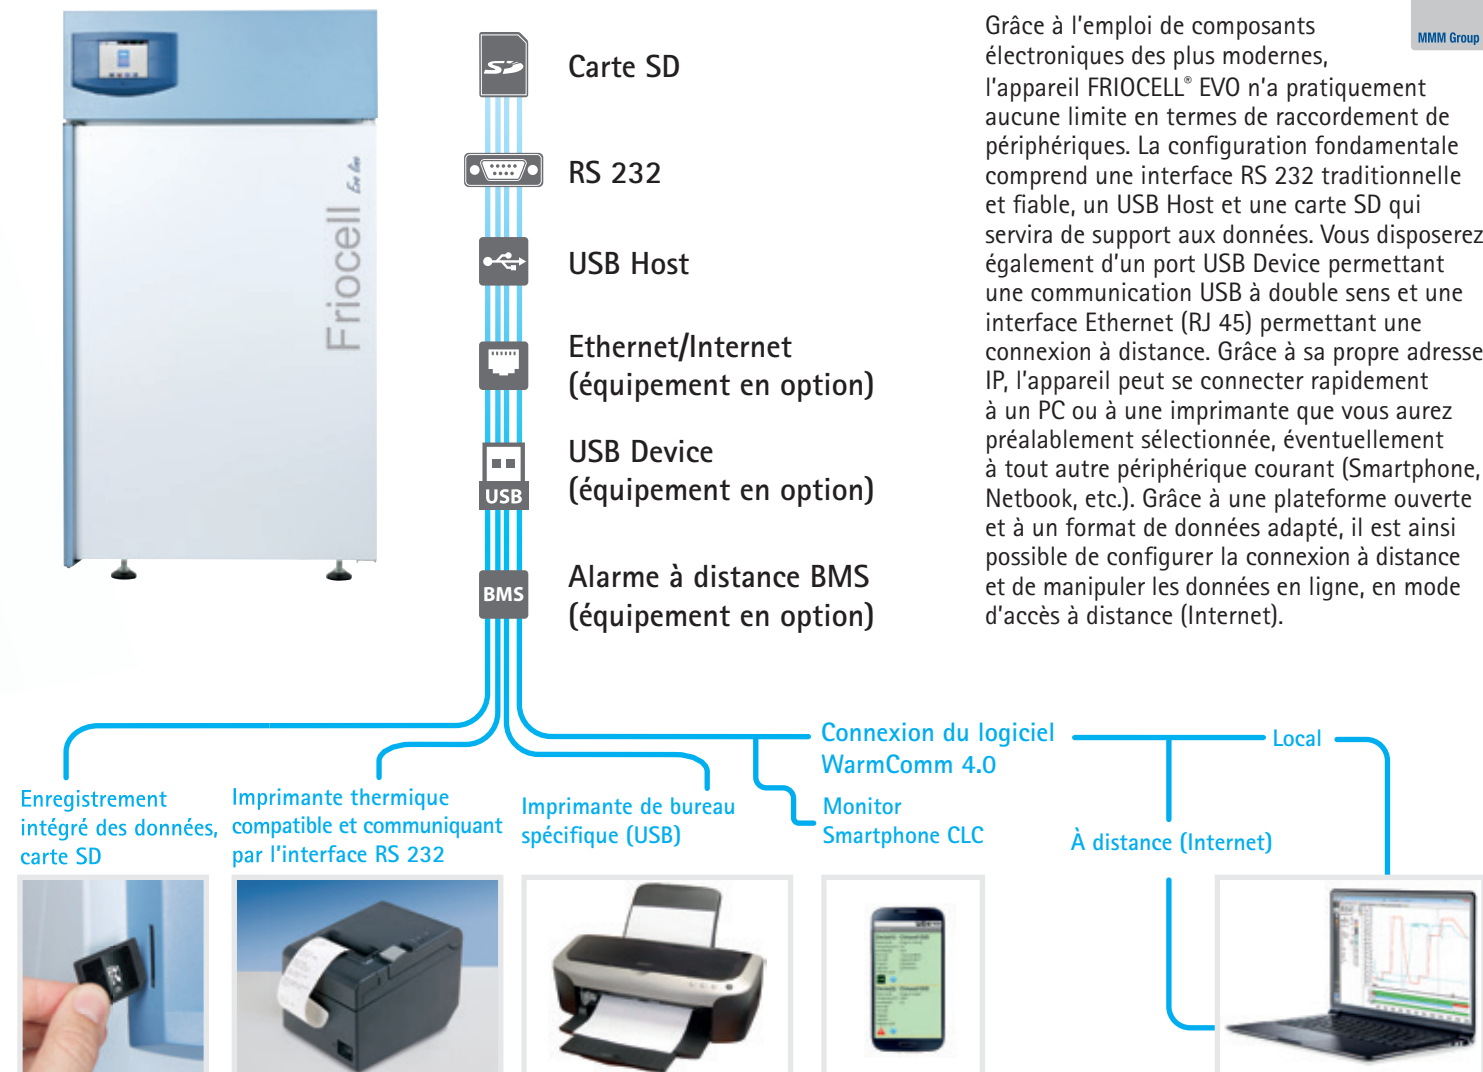 Friocell Evo line
Carte SD
RS 232
USB Host
Ethernet/Internet
(équipement en option)
USB
USB Device
(équipement en option)
BMS
Alarme à distance BMS
(équipement en option)
MMM Group
Grâce à l'emploi de composants
électroniques des plus modernes,
l'appareil FRIOCELL® EVO n'a pratiquement
aucune limite en termes de raccordement de
périphériques. La configuration fondamentale
comprend une interface RS 232 traditionnelle
et fiable, un USB Host et une carte SD qui
servira de support aux données. Vous disposerez
également d'un port USB Device permettant
une communication USB à double sens et une
interface Ethernet (RJ 45) permettant une
connexion à distance. Grâce à sa propre adresse
IP, l'appareil peut se connecter rapidement
à un PC ou à une imprimante que vous aurez
préalablement sélectionnée, éventuellement
à tout autre périphérique courant (Smartphone,
Netbook, etc.). Grâce à une plateforme ouverte
et à un format de données adapté, il est ainsi
possible de configurer la connexion à distance
et de manipuler les données en ligne, en mode
d'accès à distance (Internet).
Enregistrement
intégré des données,
carte SD
Imprimante thermique
compatible et communiquant
par l'interface RS 232
Imprimante de bureau
spécifique (USB)
Connexion du logiciel
WarmComm 4.0
Monitor
Smartphone CLC
Local
À distance (Internet)